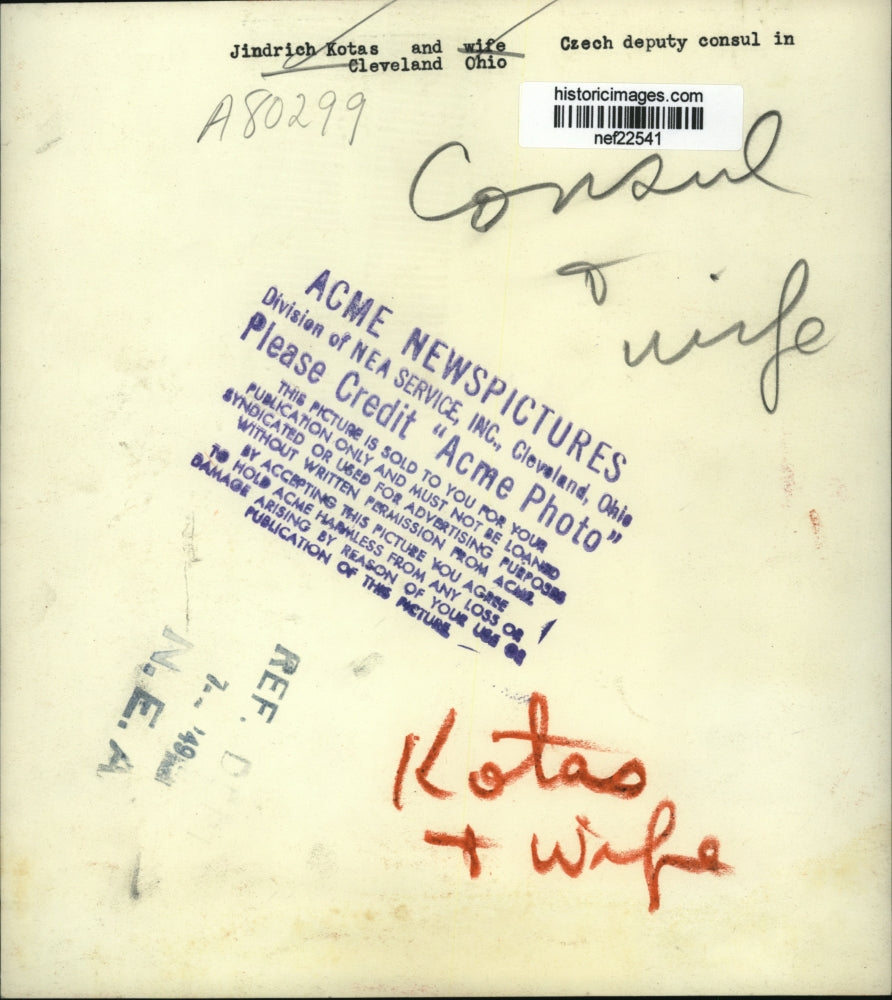 Jindrich Kotas and wife Czech deputy consul in
Cleveland Ohio
A80299
historicimages.com
nef22541
Consul
+
wife
ACME NEWSPICTURES
Division of NEA SERVICE, INC., Cleveland, Ohio
Please Credit "Acme Photo"
THIS PICTURE IS SOLD TO YOU FOR YOUR
PUBLICATION ONLY AND MUST NOT BE LOANED
SYNDICATED OR USED FOR ADVERTISING PURPOSES
WITHOUT WRITTEN PERMISSION FROM ACME.
BY ACCEPTING THIS PICTURE YOU AGREE
TO HOLD ACME HARMLESS FROM ANY LOSS OR
DAMAGE ARISING BY REASON OF YOUR USE OR
PUBLICATION OF THIS PICTURE
REF.
'49
N.E.A
Kotas
+ Wife